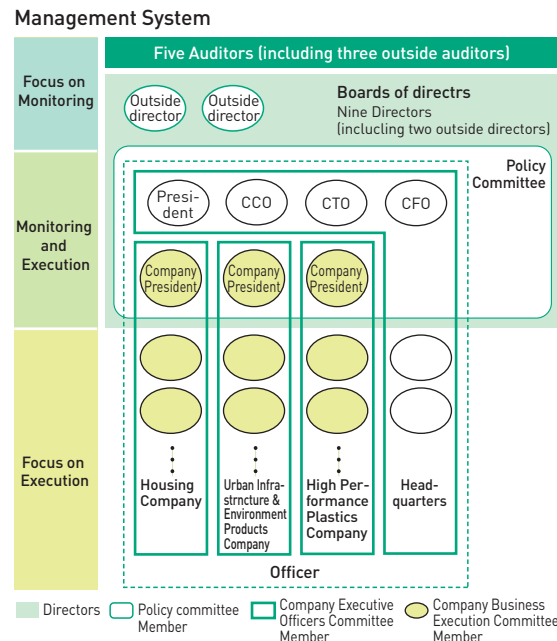 Management System
Five Auditors (including three outside auditors)
Focus on
Monitoring
Outside
director
Outside
director
Boards of directrs
Nine Directors
(inclucling two outside directors)
Policy
Committee
Monitoring
and
Execution
Presi-
dent
CCO
CTO
CFO
Company
President
Company
President
Company
President
Focus on
Execution
Housing
Company
Urban Infra-
strncture &
Environment
Products
Company
High Per-
formance
Plastics
Company
Head-
quarters
Officer
Directors
Policy committee
Member
Company Executive
Officers Committee
Member
Company Business
Execution Committee
Member